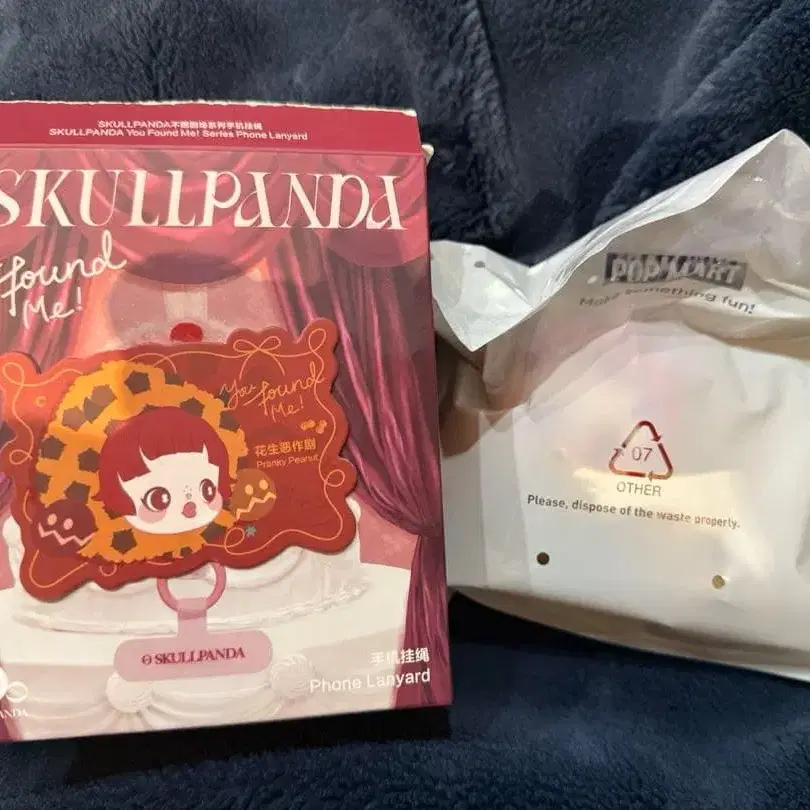 SKULLPANDA不眠剧场系列手机挂绳
SKULLPANDA You Found Me! Series Phone Lanyard
SKULLPANDA
found
Me!
You found
Me!
花生恶作剧
Pranky Peanut
SKULLPANDA
手机挂绳
Phone Lanyard
POP MART
Make something fun!
07
OTHER
Please, dispose of the waste properly.